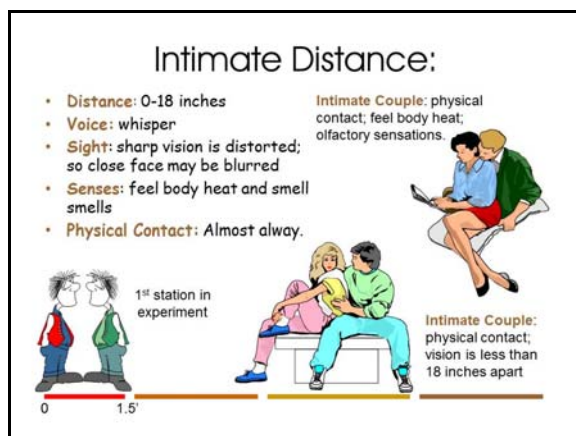 Intimate Distance:
• Distance: 0-18 inches
• Voice: whisper
• Sight: sharp vision is distorted;
so close face may be blurred
• Senses: feel body heat and smell
smells
• Physical Contact: Almost alway.
Intimate Couple: physical
contact; feel body heat;
olfactory sensations.
1st station in
experiment
Intimate Couple:
physical contact;
vision is less than
18 inches apart
0 1.5'